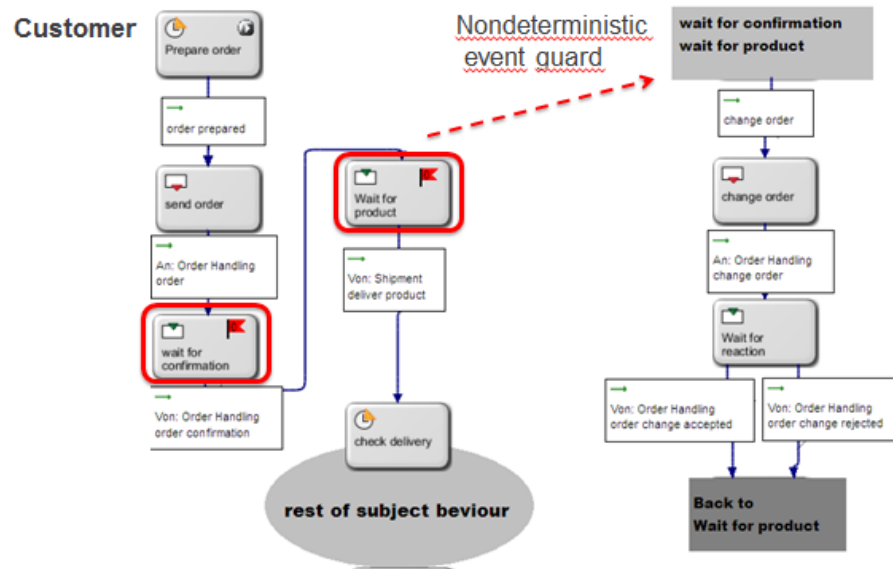 Customer
Prepare order
order prepared
send order
An: Order Handling
order
wait for
confirmation
Von: Order Handling
order confirmation
Wait for
product
Von: Shipment
deliver product
check delivery
rest of subject beviour
Nondeterministic
event guard
wait for confirmation
wait for product
change order
change order
An: Order Handling
change order
Wait for
reaction
Von: Order Handling
order change accepted
Von: Order Handling
order change rejected
Back to
Wait for product